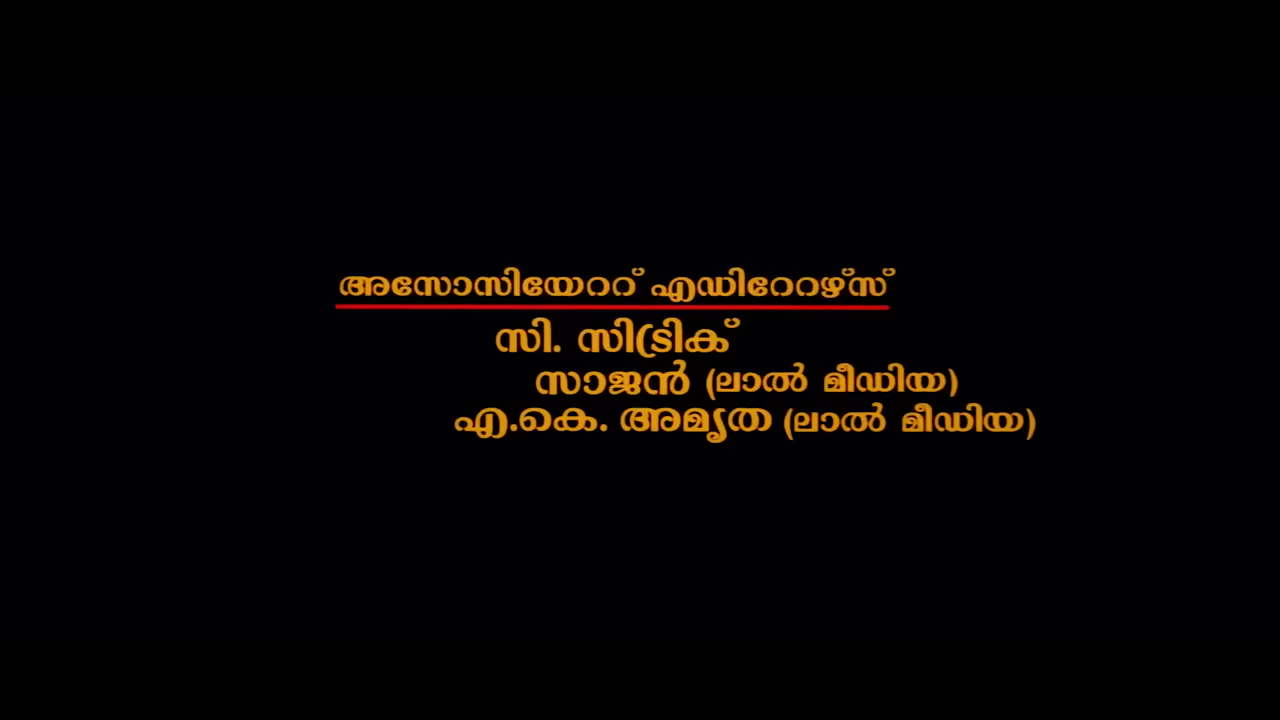 അസോസിയേററ് എഡിറേറഴ്സ്
സി. സിട്രിക്
സാജൻ (ലാൽ മീഡിയ)
എ.കെ. അമൃത (ലാൽ മീഡിയ)